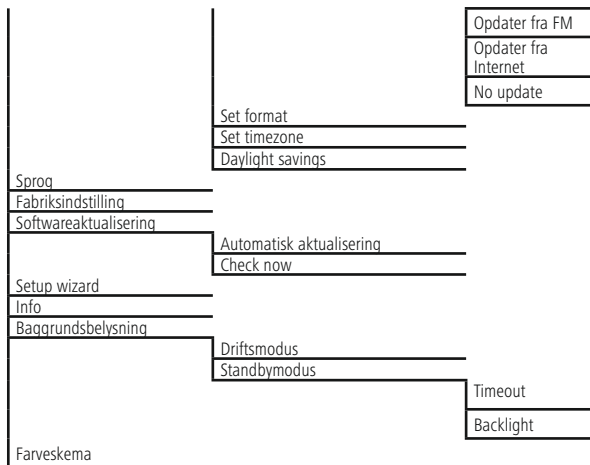 Opdater fra FM
Opdater fra
Internet
No update
Set format
Set timezone
Daylight savings
Sprog
Fabriksindstilling
Softwareaktualisering
Automatisk aktualisering
Check now
Setup wizard
Info
Baggrundsbelysning
Driftsmodus
Standbymodus
Timeout
Backlight
Farveskema